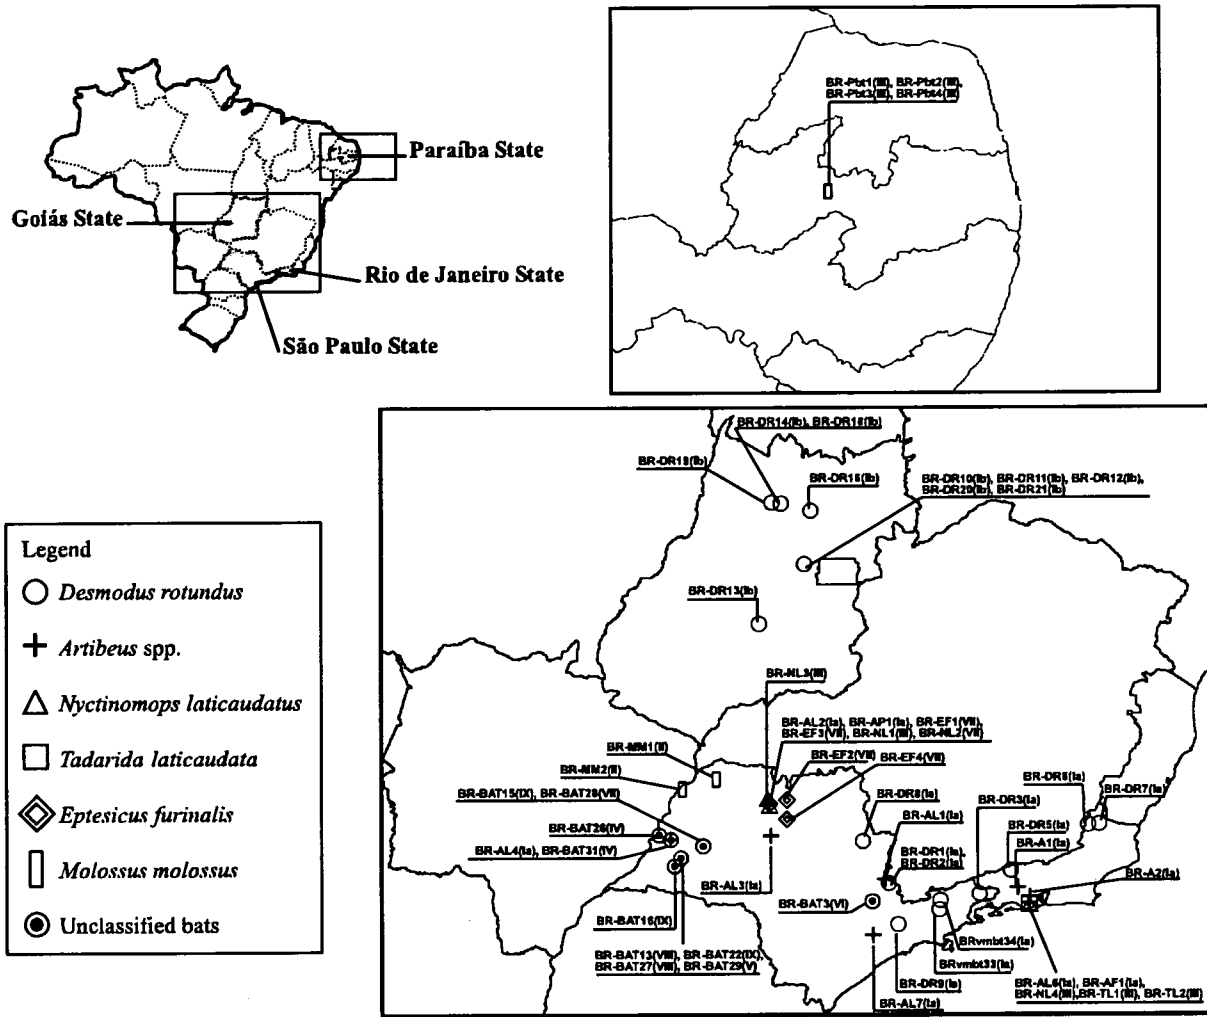 Paraíba State
Goiás State
Rio de Janeiro State
São Paulo State
BR-Pbt1(III), BR-Pbt2(III),
BR-Pbt3(III), BR-Pbt4(III)
Legend
Desmodus rotundus
Artibeus spp.
Nyctinomops laticaudatus
Tadarida laticaudata
Eptesicus furinalis
Molossus molossus
Unclassified bats
BR-DR14(Ib), BR-DR16(Ib)
BR-DR19(Ib)
BR-DR15(Ib)
BR-DR10(Ib), BR-DR11(Ib), BR-DR12(Ib),
BR-DR20(Ib), BR-DR21(Ib)
BR-DR13(Ib)
BR-NL3(III)
BR-AL2(Ia), BR-AP1(Ia), BR-EF1(VII),
BR-EF3(VII), BR-NL1(III), BR-NL2(VII)
BR-MM1(II)
BR-EF2(VII)
BR-EF4(VII)
BR-MM2(II)
BR-DR6(Ia)
BR-DR7(Ia)
BR-BAT15(IX), BR-BAT28(VII)
BR-DR8(Ia)
BR-DR3(Ia)
BR-AL1(Ia)
BR-DR5(Ia)
BR-BAT26(IV)
BR-A1(Ia)
BR-AL4(Ia), BR-BAT31(IV)
BR-DR1(Ia),
BR-DR2(Ia)
BR-A2(Ia)
BR-AL3(Ia)
BR-BAT3(VI)
BR-BAT16(IX)
BRvmbt34(Ia)
BR-BAT13(VIII), BR-BAT22(IX),
BR-BAT27(VIII), BR-BAT29(V)
BRvmbt33(Ia)
BR-DR9(Ia)
BR-AL6(Ia), BR-AF1(Ia),
BR-NL4(III),BR-TL1(III), BR-TL2(III)
BR-AL7(Ia)